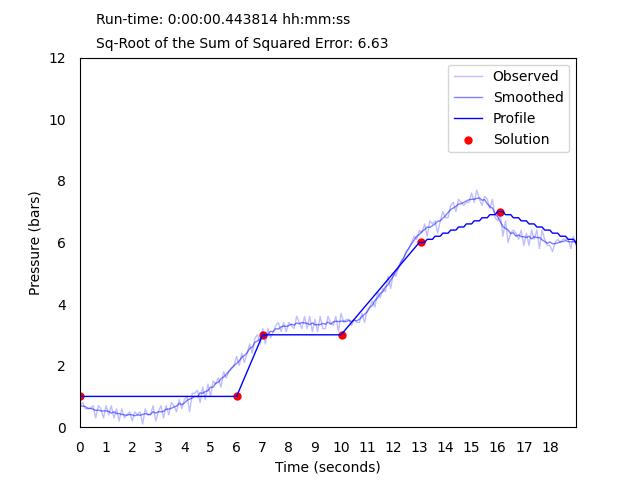 Run-time: 0:00:00.443814 hh:mm:ss
Sq-Root of the Sum of Squared Error: 6.63
12
10
8
6
4
2
0
Pressure (bars)
Observed
Smoothed
Profile
Solution
0 1 2 3 4 5 6 7 8 9 10 11 12 13 14 15 16 17 18
Time (seconds)